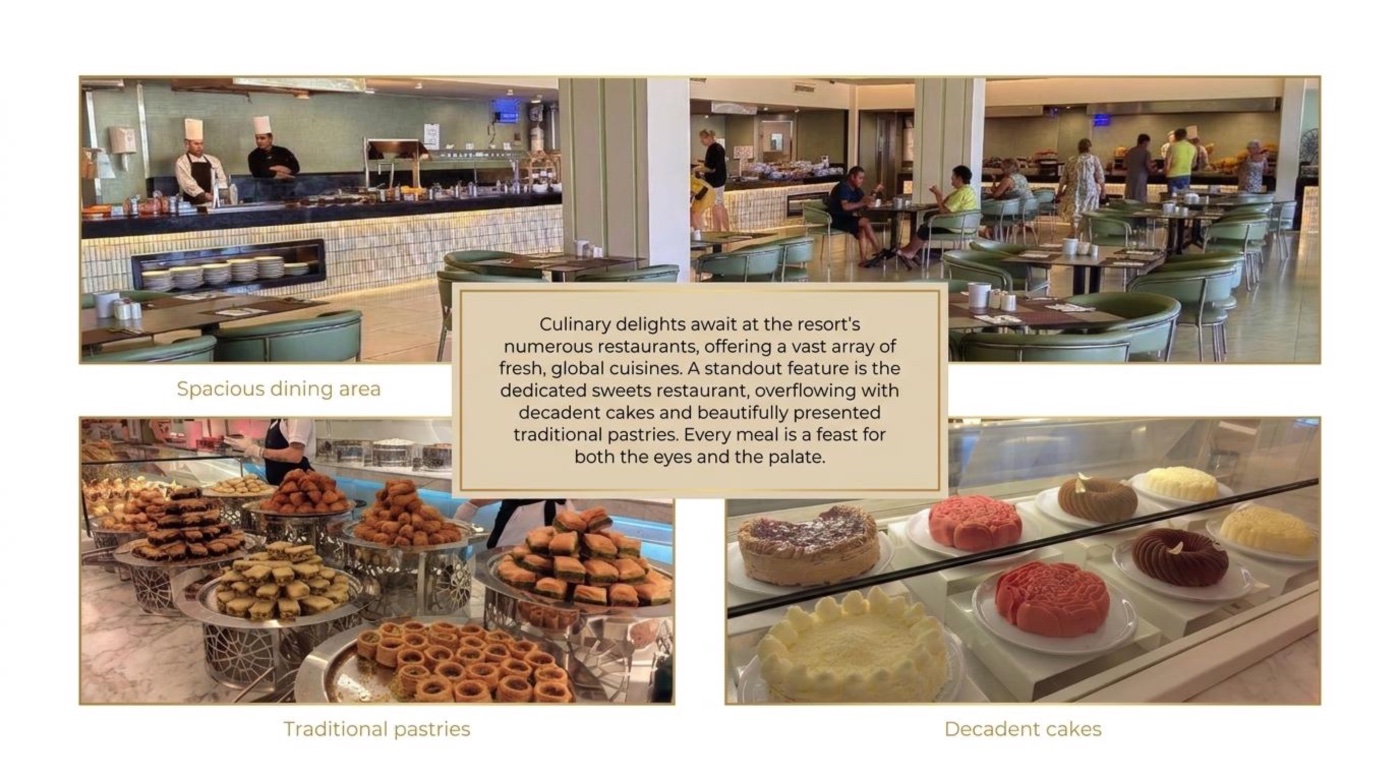 Culinary delights await at the resort's
numerous restaurants, offering a vast array of
fresh, global cuisines. A standout feature is the
dedicated sweets restaurant, overflowing with
decadent cakes and beautifully presented
traditional pastries. Every meal is a feast for
both the eyes and the palate.
Spacious dining area
Traditional pastries
Decadent cakes